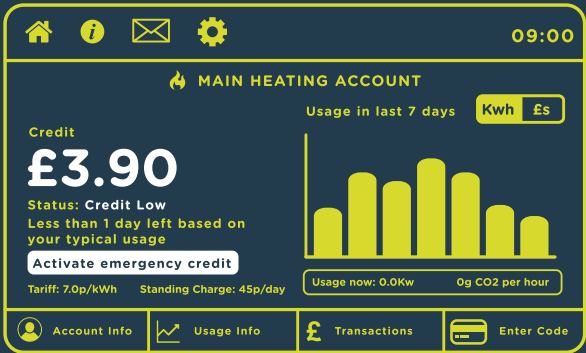 09:00
MAIN HEATING ACCOUNT
Usage in last 7 days
Kwh £s
Credit
£3.90
Status: Credit Low
Less than 1 day left based on
your typical usage
Activate emergency credit
Tariff: 7.0p/kWh Standing Charge: 45p/day
Usage now: 0.0Kw 0g CO2 per hour
Account Info Usage Info £ Transactions Enter Code